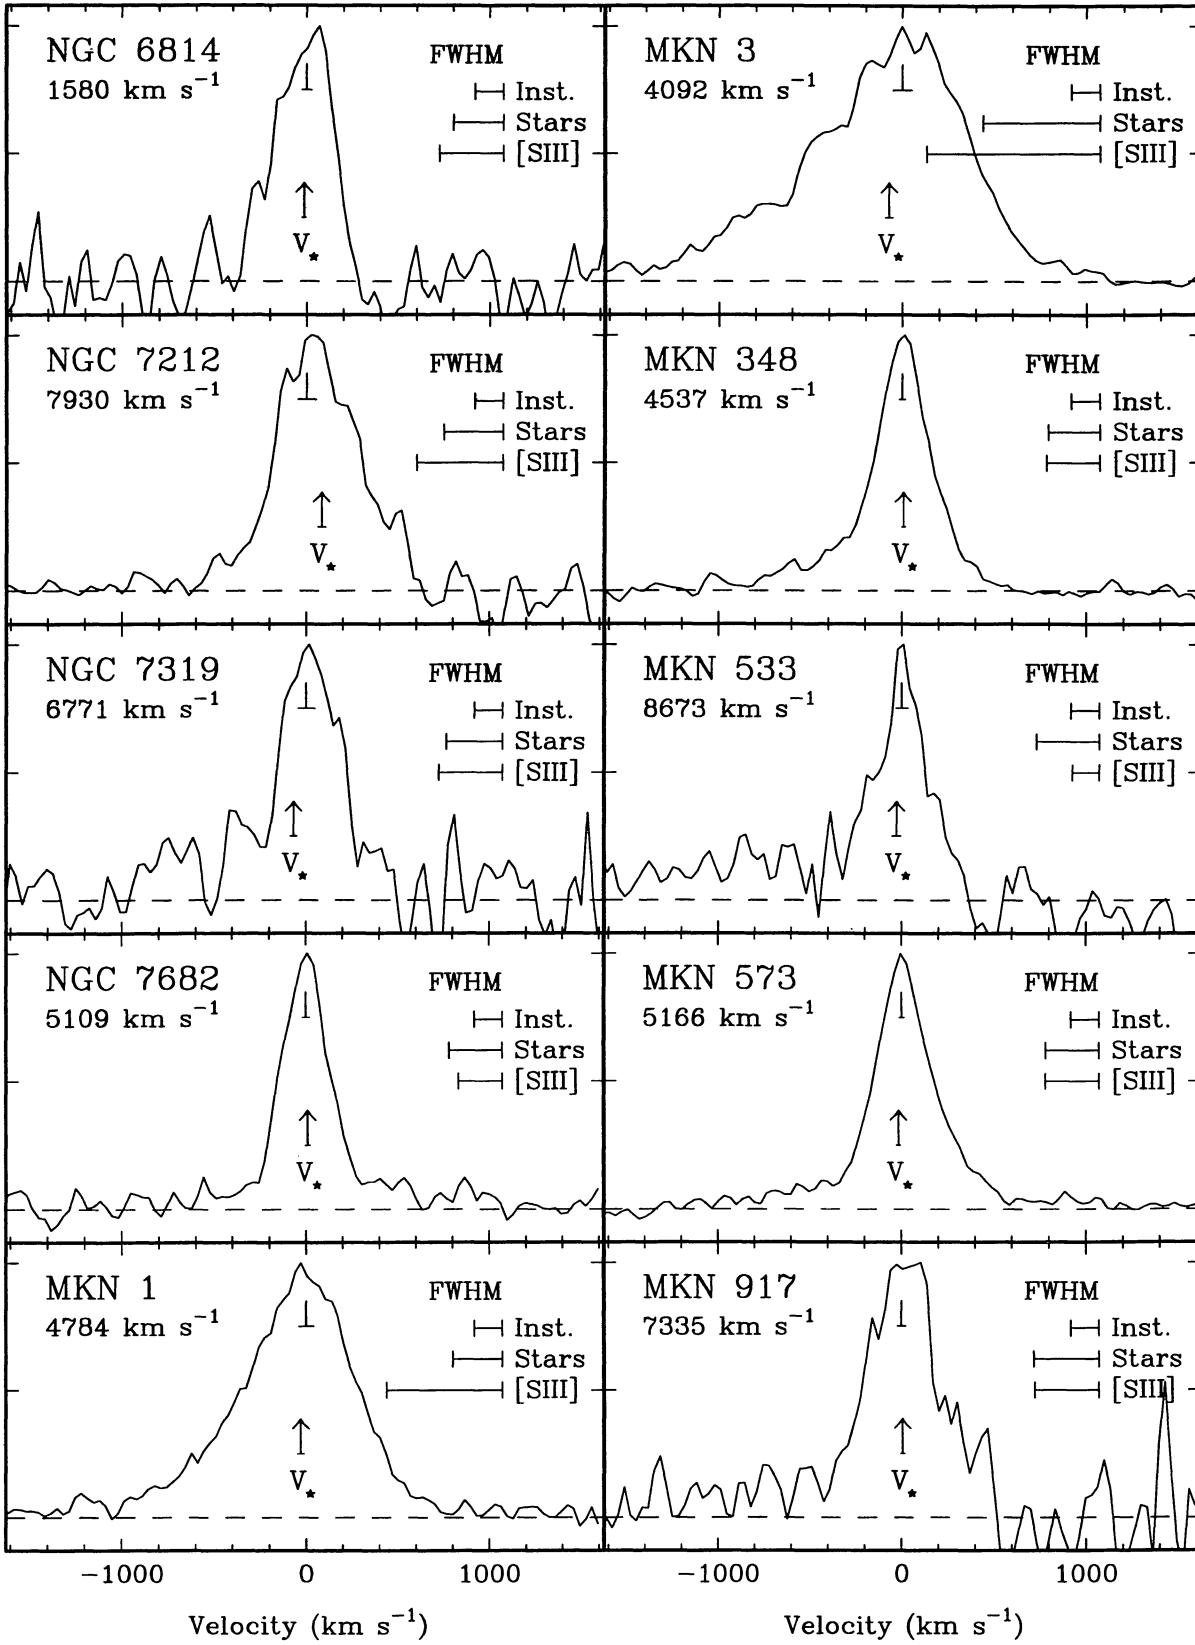 NGC 6814
1580 km s⁻¹
FWHM
Inst.
Stars
[SIII]
V⋆
MKN 3
4092 km s⁻¹
FWHM
Inst.
Stars
[SIII]
V⋆
NGC 7212
7930 km s⁻¹
FWHM
Inst.
Stars
[SIII]
V⋆
MKN 348
4537 km s⁻¹
FWHM
Inst.
Stars
[SIII]
V⋆
NGC 7319
6771 km s⁻¹
FWHM
Inst.
Stars
[SIII]
V⋆
MKN 533
8673 km s⁻¹
FWHM
Inst.
Stars
[SIII]
V⋆
NGC 7682
5109 km s⁻¹
FWHM
Inst.
Stars
[SIII]
V⋆
MKN 573
5166 km s⁻¹
FWHM
Inst.
Stars
[SIII]
V⋆
MKN 1
4784 km s⁻¹
FWHM
Inst.
Stars
[SIII]
V⋆
MKN 917
7335 km s⁻¹
FWHM
Inst.
Stars
[SIII]
V⋆
−1000 0 1000
−1000 0 1000
Velocity (km s⁻¹)
Velocity (km s⁻¹)